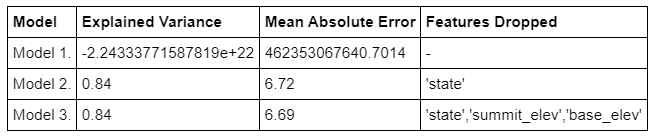 Model Explained Variance Mean Absolute Error Features Dropped
Model 1. -2.24333771587819e+22 462353067640.7014 -
Model 2. 0.84 6.72 'state'
Model 3. 0.84 6.69 'state','summit_elev','base_elev'